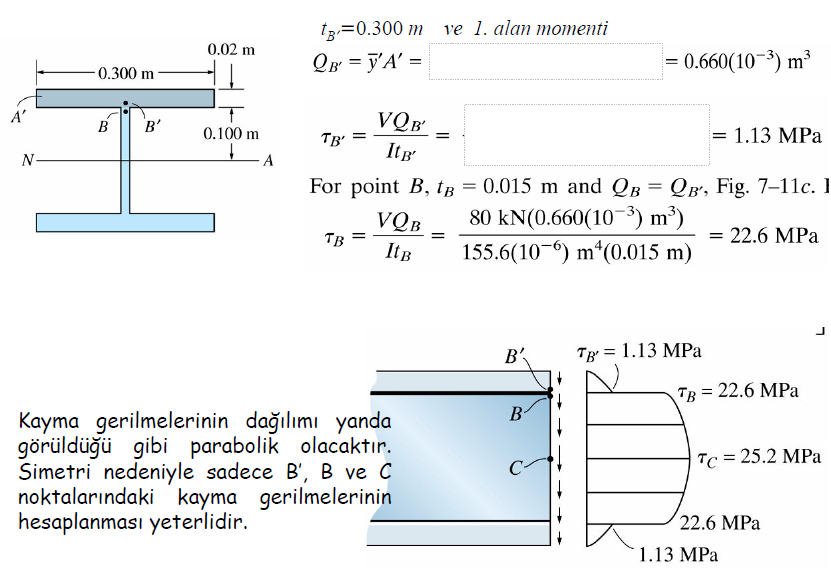 t_B′=0.300 m ve 1. alan momenti
0.02 m
Q_B′ = y̅′A′ = = 0.660(10⁻³) m³
0.300 m
A′
B B′
0.100 m
τ_B′ = VQ_B′ / It_B′ = = 1.13 MPa
N A
For point B, t_B = 0.015 m and Q_B = Q_B′, Fig. 7–11c.
τ_B = VQ_B / It_B = 80 kN(0.660(10⁻³) m³) / 155.6(10⁻⁶) m⁴(0.015 m) = 22.6 MPa
B′
τ_B′ = 1.13 MPa
τ_B = 22.6 MPa
B
C
τ_C = 25.2 MPa
22.6 MPa
1.13 MPa
Kayma gerilmelerinin dağılımı yanda
görüldüğü gibi parabolik olacaktır.
Simetri nedeniyle sadece B′, B ve C
noktalarındaki kayma gerilmelerinin
hesaplanması yeterlidir.